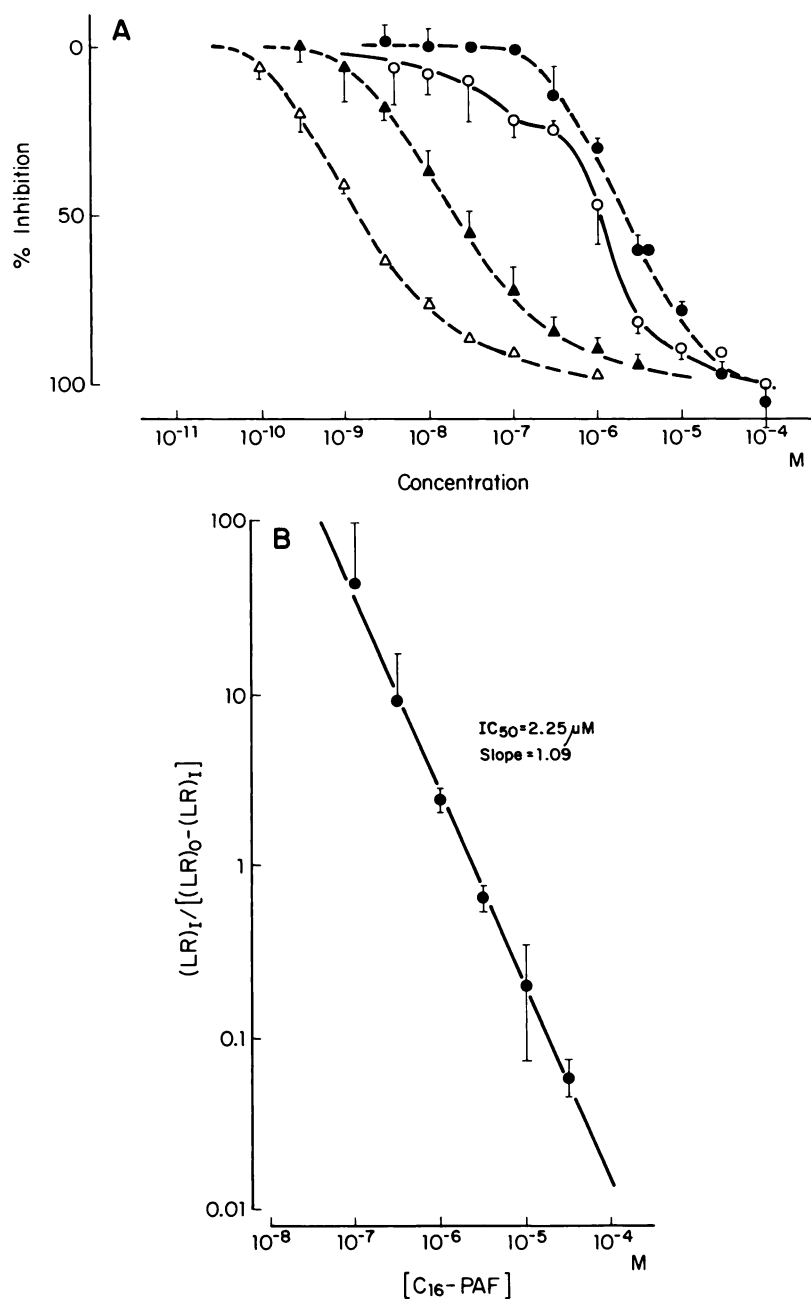 A
% Inhibition
0
50
100
10-11 10-10 10-9 10-8 10-7 10-6 10-5 10-4
M
Concentration
B
(LR)I/[(LR)O-(LR)I]
100
10
1
0.1
0.01
IC50=2.25μM
Slope=1.09
10-8 10-7 10-6 10-5 10-4
M
[C16-PAF]